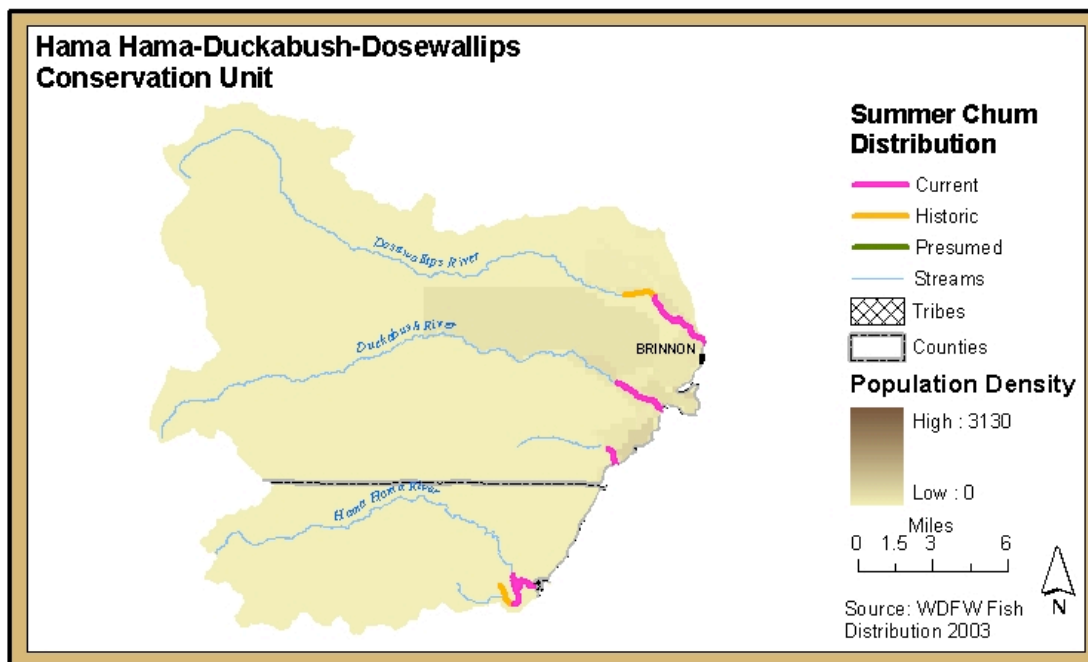 Hama Hama-Duckabush-Dosewallips
Conservation Unit
Summer Chum
Distribution
Current
Historic
Presumed
Streams
Tribes
Counties
Population Density
High : 3130
Low : 0
Miles
0 1.5 3 6
N
Source: WDFW Fish
Distribution 2003
Dosewallips River
Duckabush River
BRINNON
Hama Hama River